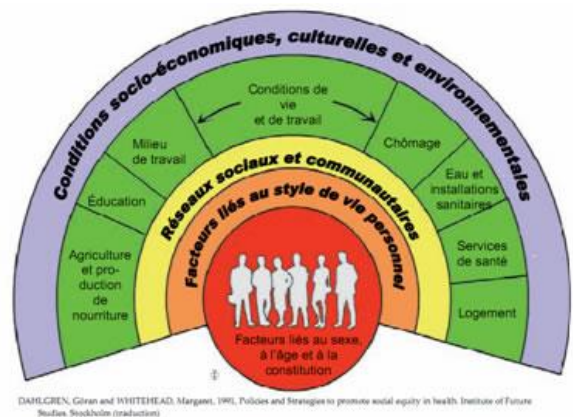 Conditions socio-économiques, culturelles et environnementales
Conditions de
vie
et de travail
Milieu
de travail
Chômage
Éducation
Eau et
installations
sanitaires
Agriculture
et pro-
duction
de
nourriture
Services
de santé
Logement
Réseaux sociaux et communautaires
Facteurs liés au style de vie personnel
Facteurs liés au sexe,
à l'âge et à la
constitution
DAHLGREN, Göran and WHITEHEAD, Margaret, 1991, Policies and Strategies to promote social equity in health. Institute of Future
Studies. Stockholm (traduction)